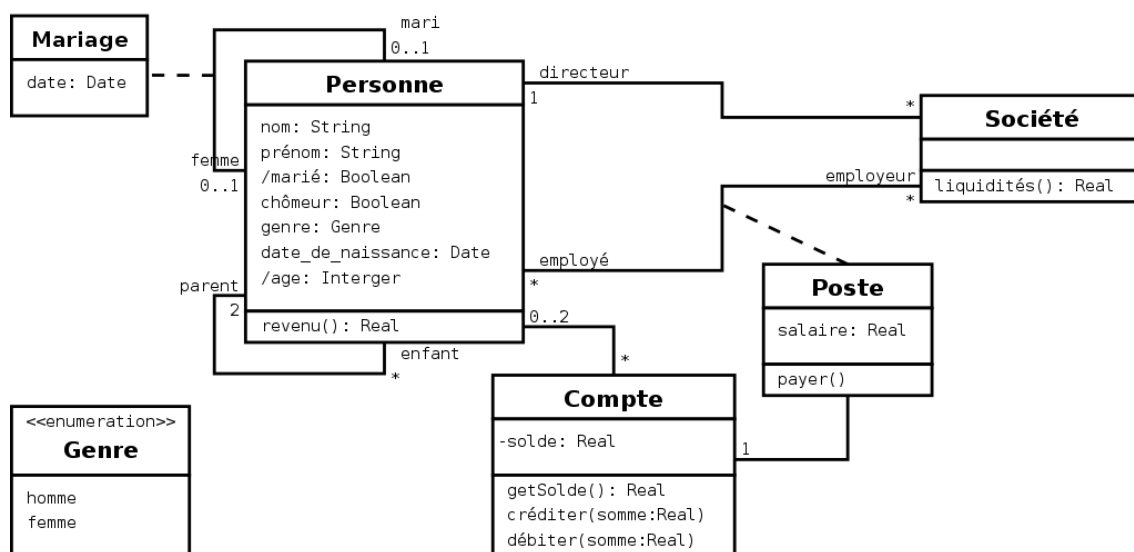 Mariage
date: Date
mari
0..1
femme
0..1
Personne
nom: String
prénom: String
/marié: Boolean
chômeur: Boolean
genre: Genre
date_de_naissance: Date
/age: Interger
revenu(): Real
parent
2
enfant
*
directeur
1
*
Société
liquidités(): Real
employeur
*
employé
*
Poste
salaire: Real
payer()
0..2
*
Compte
-solde: Real
getSolde(): Real
créditer(somme:Real)
débiter(somme:Real)
1
<<enumeration>>
Genre
homme
femme